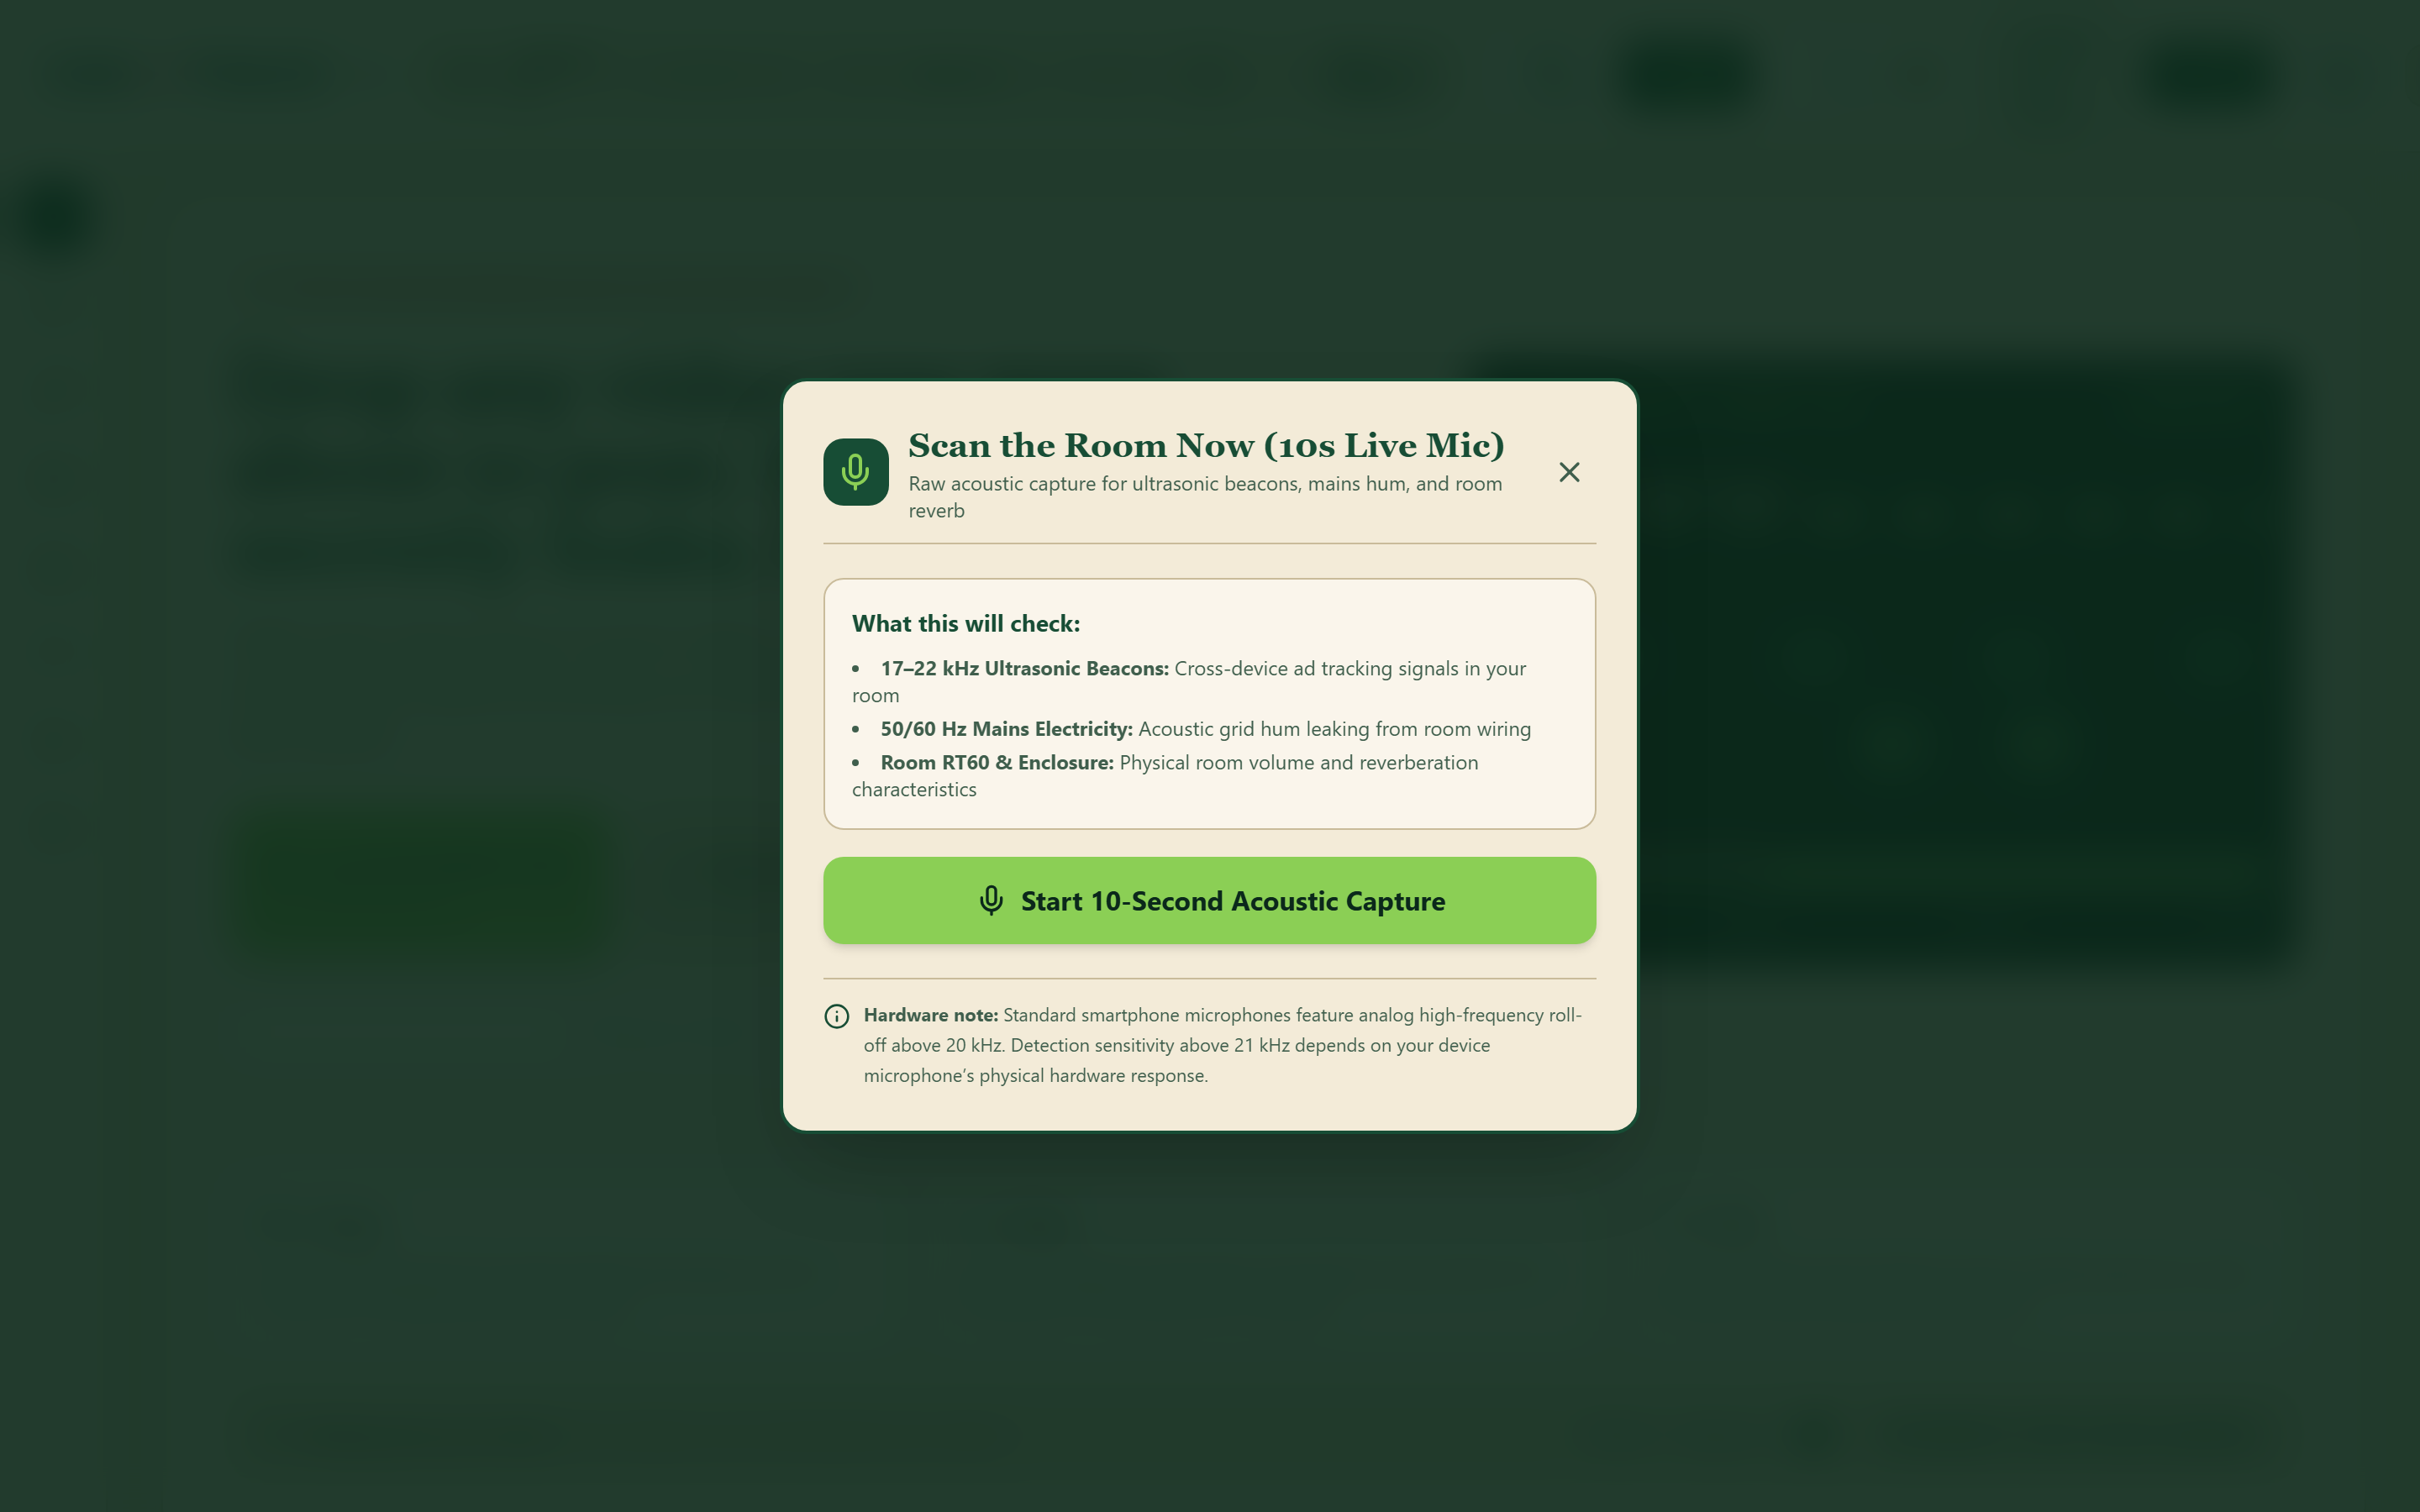 Scan the Room Now (10s Live Mic)
Raw acoustic capture for ultrasonic beacons, mains hum, and room
reverb
What this will check:
• 17–22 kHz Ultrasonic Beacons: Cross-device ad tracking signals in your
room
• 50/60 Hz Mains Electricity: Acoustic grid hum leaking from room wiring
• Room RT60 & Enclosure: Physical room volume and reverberation
characteristics
Start 10-Second Acoustic Capture
Hardware note: Standard smartphone microphones feature analog high-frequency roll-
off above 20 kHz. Detection sensitivity above 21 kHz depends on your device
microphone’s physical hardware response.